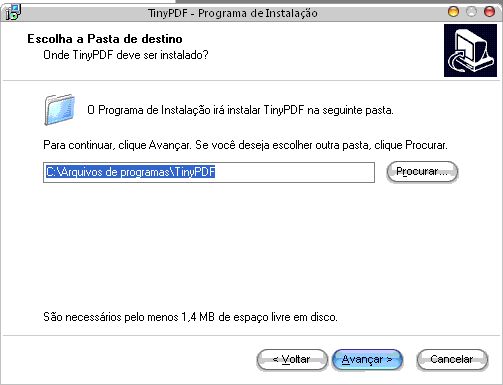 TinyPDF - Programa de Instalação
Escolha a Pasta de destino
Onde TinyPDF deve ser instalado?
O Programa de Instalação irá instalar TinyPDF na seguinte pasta.
Para continuar, clique Avançar. Se você deseja escolher outra pasta, clique Procurar.
C:\Arquivos de programas\TinyPDF
Procurar...
São necessários pelo menos 1,4 MB de espaço livre em disco.
< Voltar
Avançar >
Cancelar